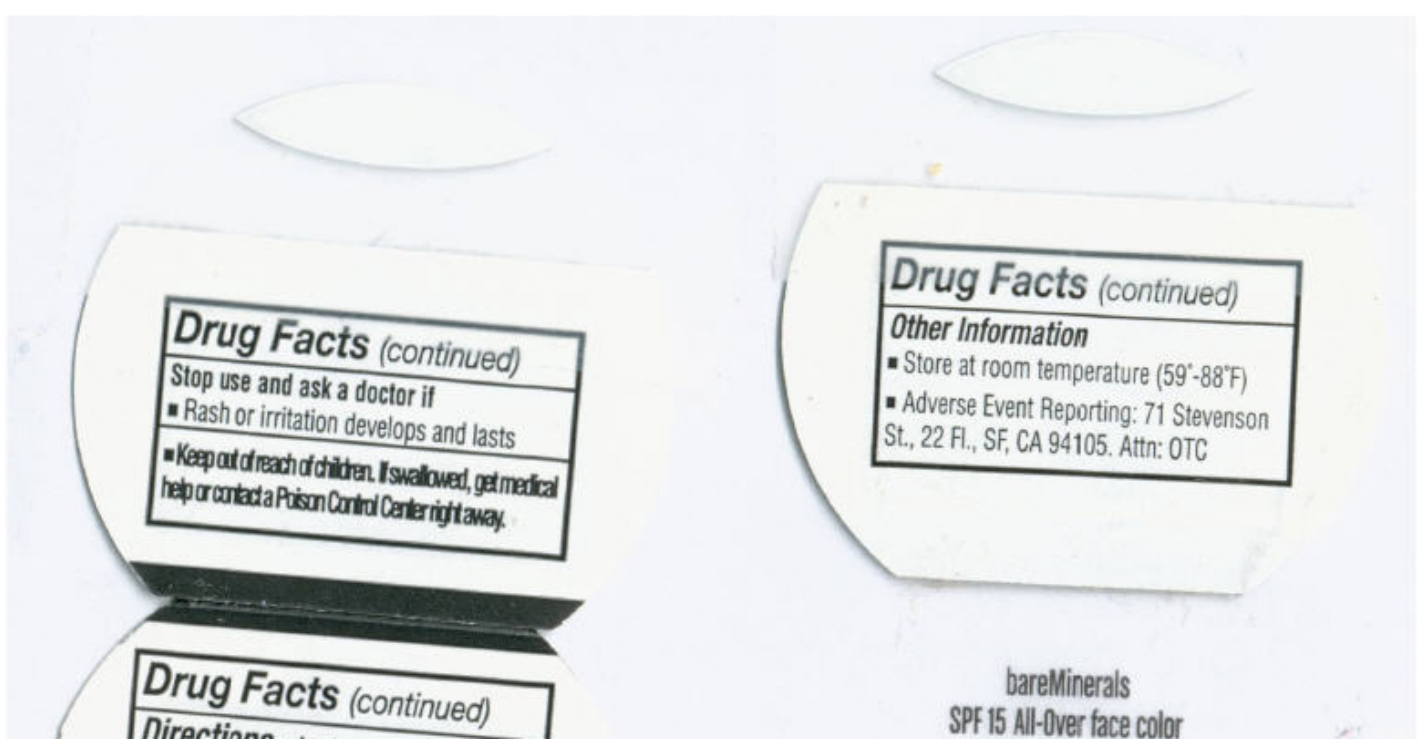 Drug Facts (continued)
Stop use and ask a doctor if
▪ Rash or irritation develops and lasts
▪ Keep out of reach of children. If swallowed, get medical
help or contact a Poison Control Center right away.
Drug Facts (continued)
Directions
Drug Facts (continued)
Other Information
▪ Store at room temperature (59°-88°F)
▪ Adverse Event Reporting: 71 Stevenson
St., 22 Fl., SF, CA 94105. Attn: OTC
bareMinerals
SPF 15 All-Over face color